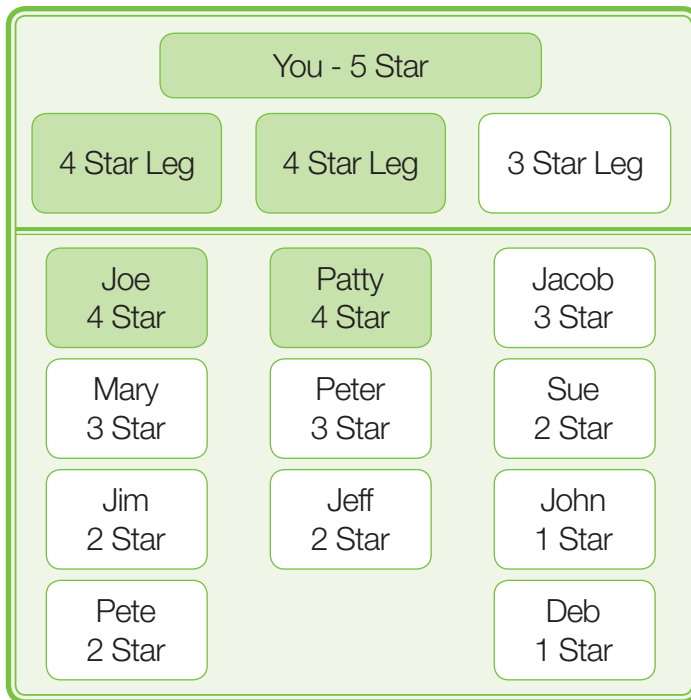 You - 5 Star
4 Star Leg
4 Star Leg
3 Star Leg
Joe
4 Star
Patty
4 Star
Jacob
3 Star
Mary
3 Star
Peter
3 Star
Sue
2 Star
Jim
2 Star
Jeff
2 Star
John
1 Star
Pete
2 Star
Deb
1 Star